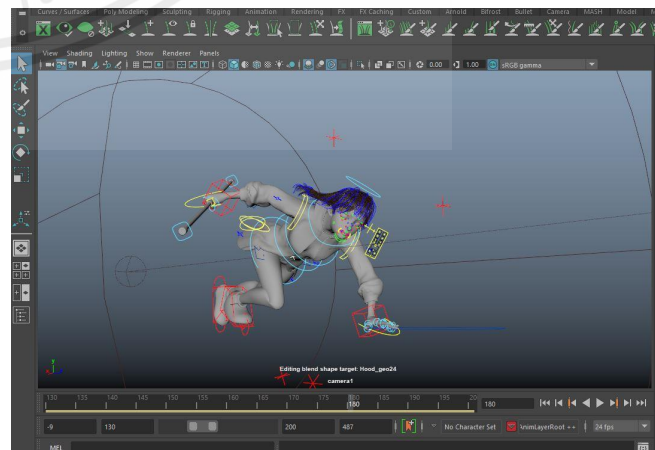 Curves / Surfaces Poly Modeling Sculpting Rigging Animation Rendering FX FX Caching Custom Arnold Bifrost Bullet Camera MASH Model
View Shading Lighting Show Renderer Panels
0.00 1.00 sRGB gamma
Editing blend shape target: Hood_geo24
camera1
130 135 140 145 150 155 160 165 170 175 180 185 190 195 20 180
180
-9 130 200 487 No Character Set AnimLayerRoot ++ 24 fps
MEL